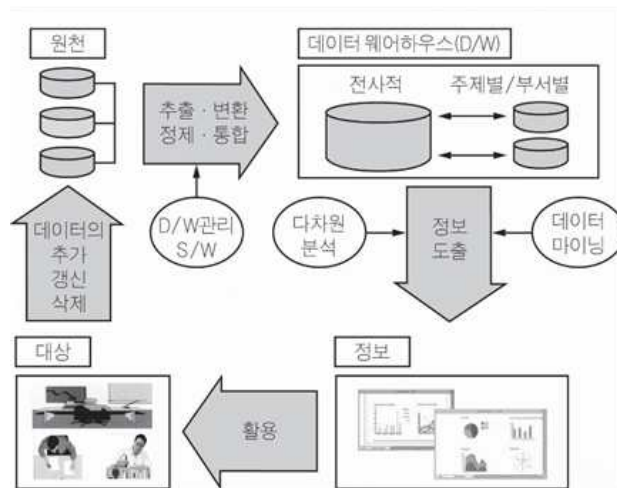 원천
데이터 웨어하우스(D/W)
전사적
주제별/부서별
추출 · 변환
정제 · 통합
데이터의
추가
갱신
삭제
D/W관리
S/W
다차원
분석
정보
도출
데이터
마이닝
대상
정보
활용